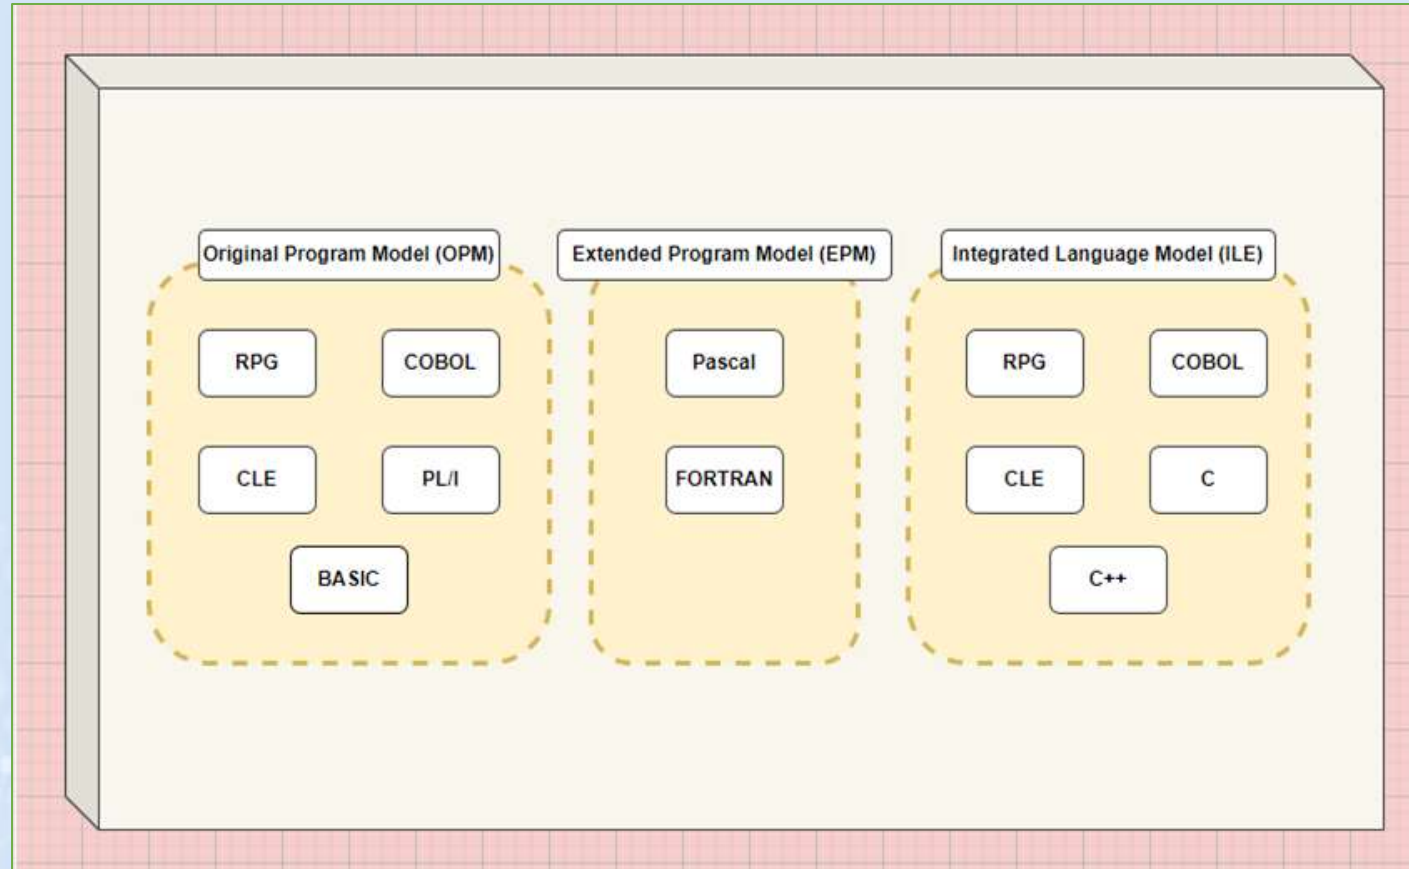 Original Program Model (OPM)
RPG
COBOL
CLE
PL/I
BASIC
Extended Program Model (EPM)
Pascal
FORTRAN
Integrated Language Model (ILE)
RPG
COBOL
CLE
C
C++